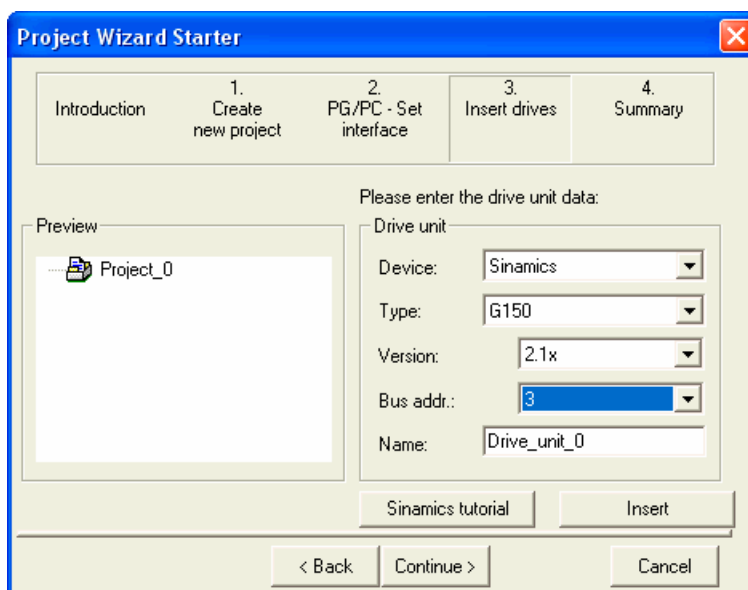 Project Wizard Starter
Introduction
1.
Create
new project
2.
PG/PC - Set
interface
3.
Insert drives
4.
Summary
Please enter the drive unit data:
Preview
Project_0
Drive unit
Device: Sinamics
Type: G150
Version: 2.1x
Bus addr.: 3
Name: Drive_unit_0
Sinamics tutorial Insert
< Back Continue > Cancel